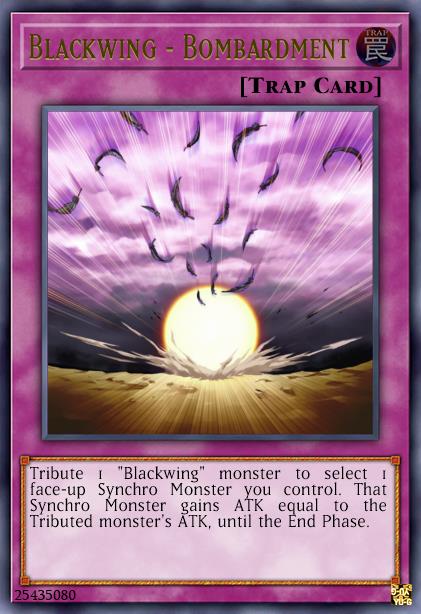 Blackwing - Bombardment
TRAP
罠
[Trap Card]
Tribute 1 "Blackwing" monster to select 1
face-up Synchro Monster you control. That
Synchro Monster gains ATK equal to the
Tributed monster's ATK, until the End Phase.
25435080